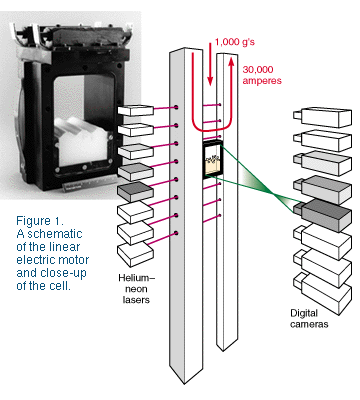 1,000 g's
30,000
amperes
Figure 1.
A schematic
of the linear
electric motor
and close-up
of the cell.
Helium–
neon
lasers
Digital
cameras